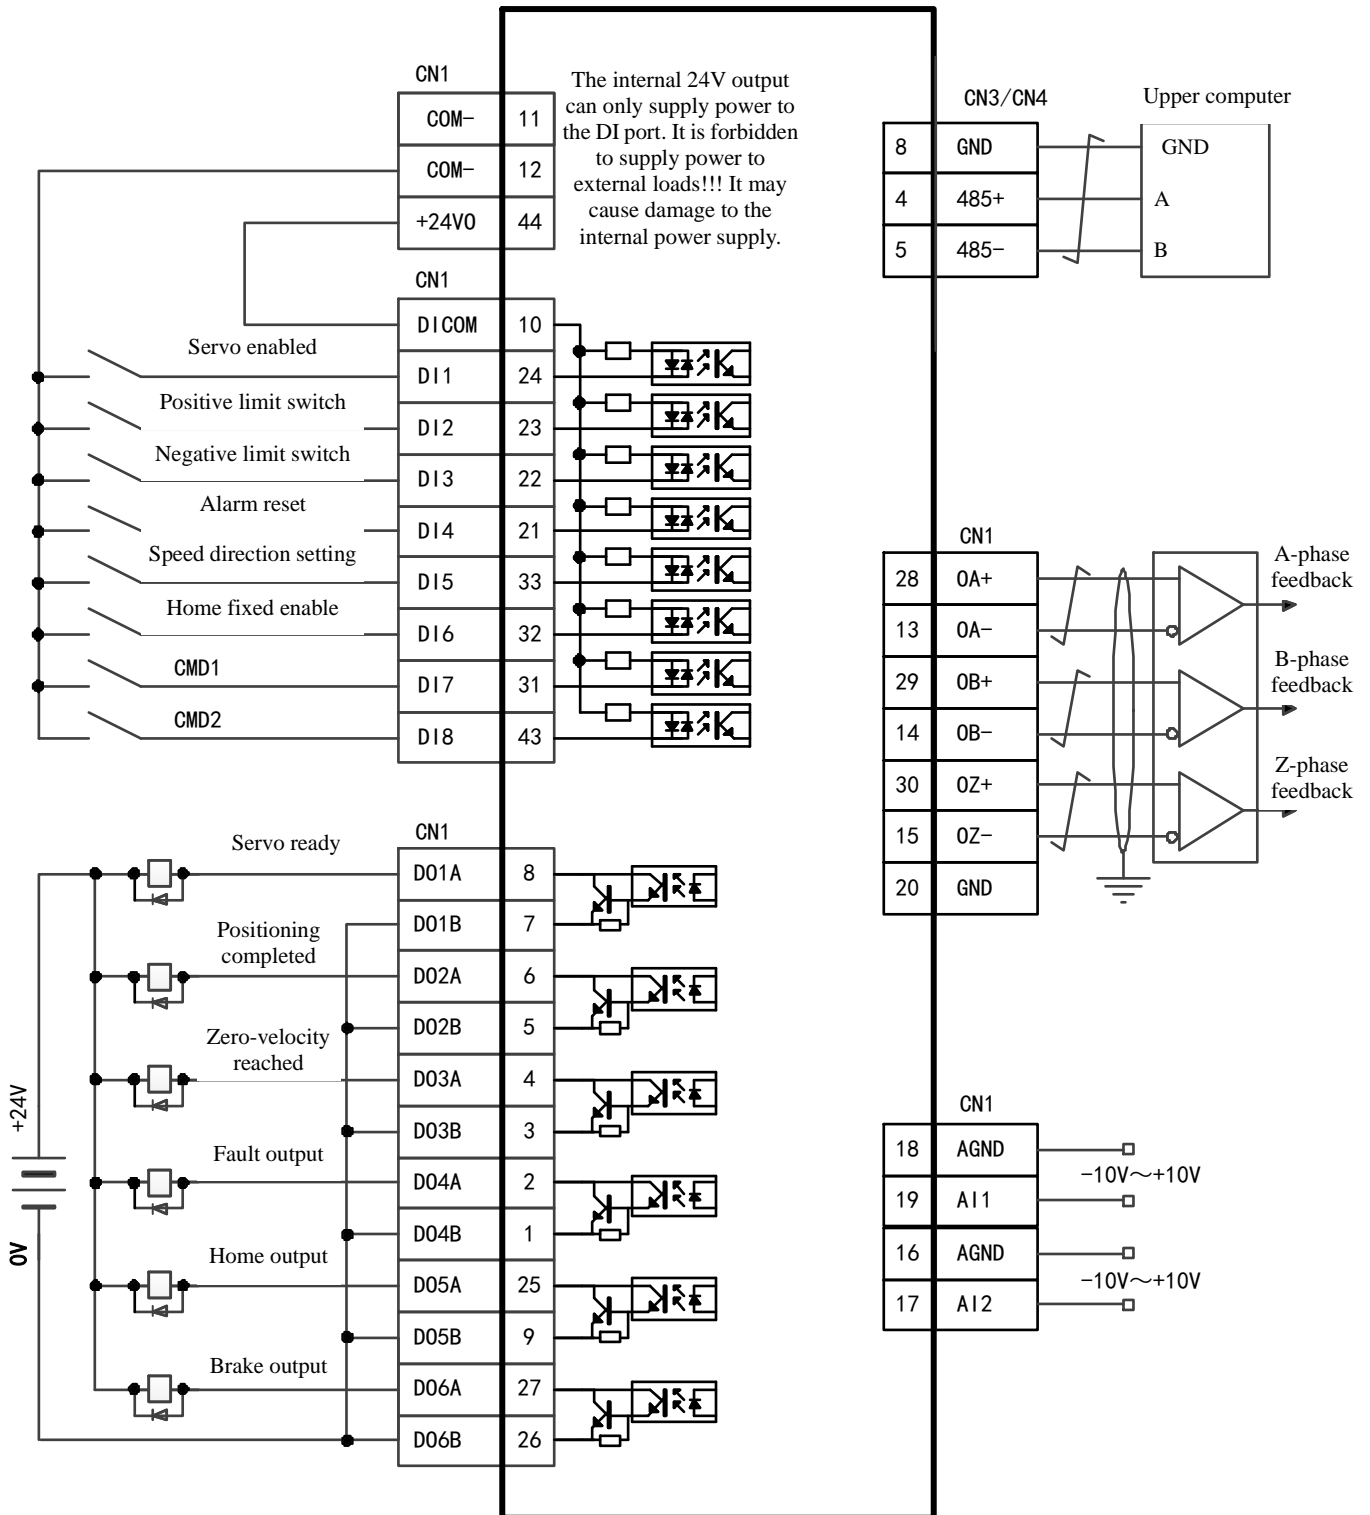 CN1
COM-
11
COM-
12
+24VO
44
The internal 24V output
can only supply power to
the DI port. It is forbidden
to supply power to
external loads!!! It may
cause damage to the
internal power supply.
CN3/CN4
Upper computer
8
GND
GND
4
485+
A
5
485-
B
CN1
DICOM
10
Servo enabled
DI1
24
Positive limit switch
DI2
23
Negative limit switch
DI3
22
Alarm reset
DI4
21
Speed direction setting
DI5
33
Home fixed enable
DI6
32
CMD1
DI7
31
CMD2
DI8
43
CN1
28
OA+
A-phase
feedback
13
OA-
29
OB+
B-phase
feedback
14
OB-
30
OZ+
Z-phase
feedback
15
OZ-
20
GND
CN1
Servo ready
DO1A
8
DO1B
7
Positioning
completed
DO2A
6
DO2B
5
Zero-velocity
reached
DO3A
4
DO3B
3
Fault output
DO4A
2
DO4B
1
Home output
DO5A
25
DO5B
9
Brake output
DO6A
27
DO6B
26
+24V
0V
CN1
18
AGND
-10V～+10V
19
AI1
16
AGND
-10V～+10V
17
AI2